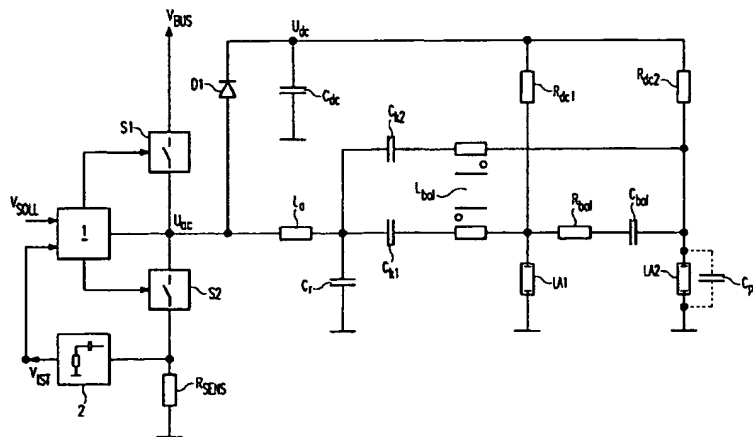 VBUS
Udc
D1
Cdc
Rdc1
Rdc2
S1
Ck2
Lbal
Rbal
Cbal
VSOLL
1
Uac
Lo
Ck1
S2
Cr
LA1
LA2
Cp
VIST
2
RSENS